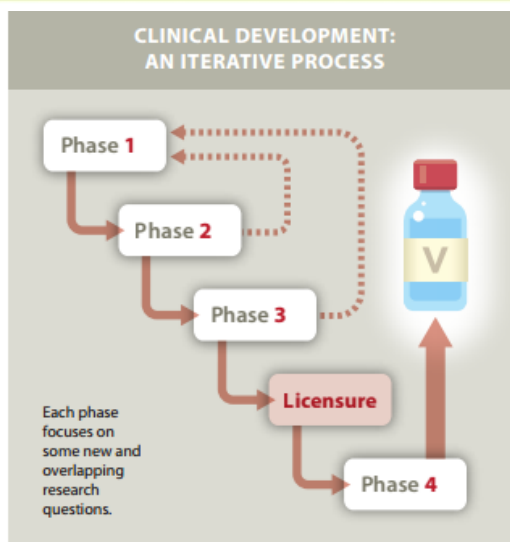 CLINICAL DEVELOPMENT:
AN ITERATIVE PROCESS
Phase 1
Phase 2
Phase 3
Licensure
Phase 4
V
Each phase
focuses on
some new and
overlapping
research
questions.